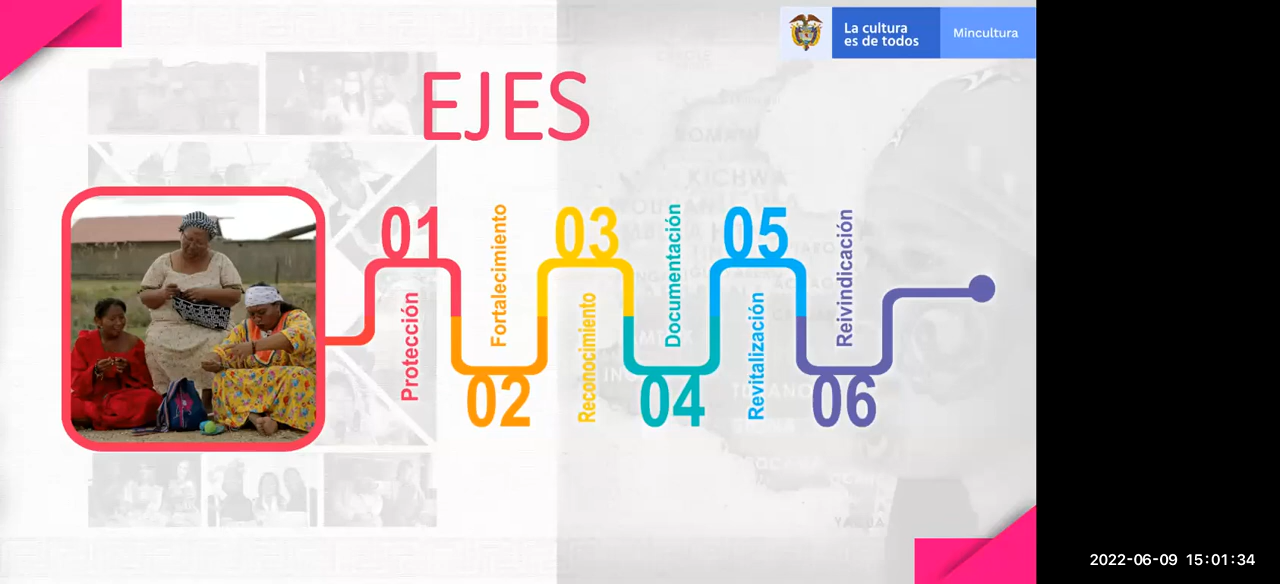 La cultura
es de todos
Mincultura
EJES
01
Protección
Fortalecimiento
02
03
Reconocimiento
Documentación
04
05
Revitalización
Reivindicación
06
KICHWA
2022-06-09 15:01:34